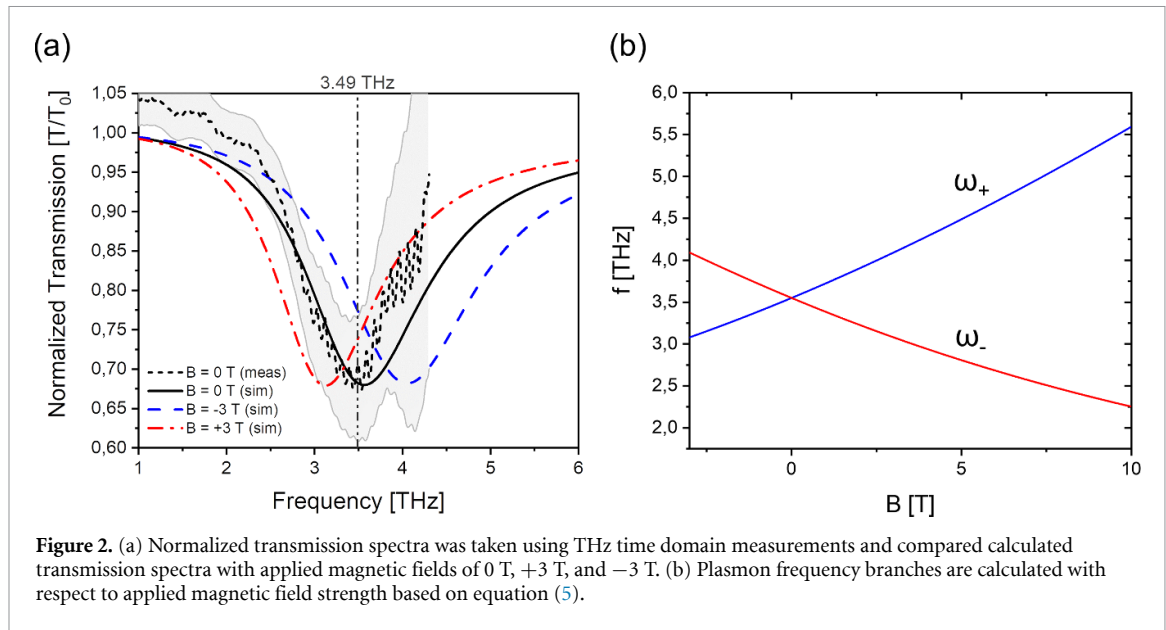 (a)
3.49 THz
Normalized Transmission [T/T₀]
1,05
1,00
0,95
0,90
0,85
0,80
0,75
0,70
0,65
0,60
B = 0 T (meas)
B = 0 T (sim)
B = -3 T (sim)
B = +3 T (sim)
1 2 3 4 5 6
Frequency [THz]
(b)
f [THz]
6,0
5,5
5,0
4,5
4,0
3,5
3,0
2,5
2,0
ω₊
ω₋
0 5 10
B [T]
Figure 2. (a) Normalized transmission spectra was taken using THz time domain measurements and compared calculated
transmission spectra with applied magnetic fields of 0 T, +3 T, and −3 T. (b) Plasmon frequency branches are calculated with
respect to applied magnetic field strength based on equation (5).